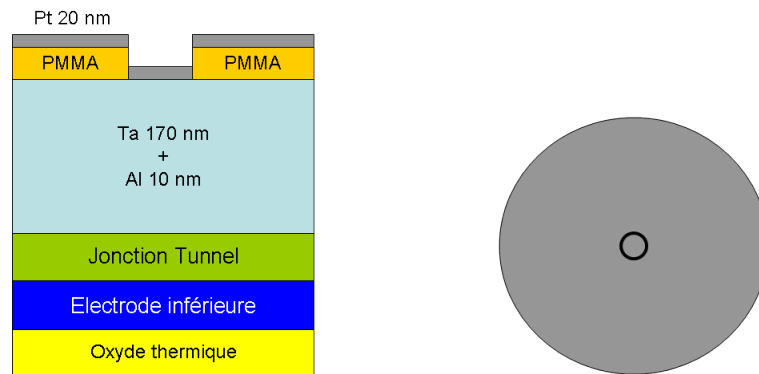 Pt 20 nm
PMMA
PMMA
Ta 170 nm
+
Al 10 nm
Jonction Tunnel
Electrode inférieure
Oxyde thermique